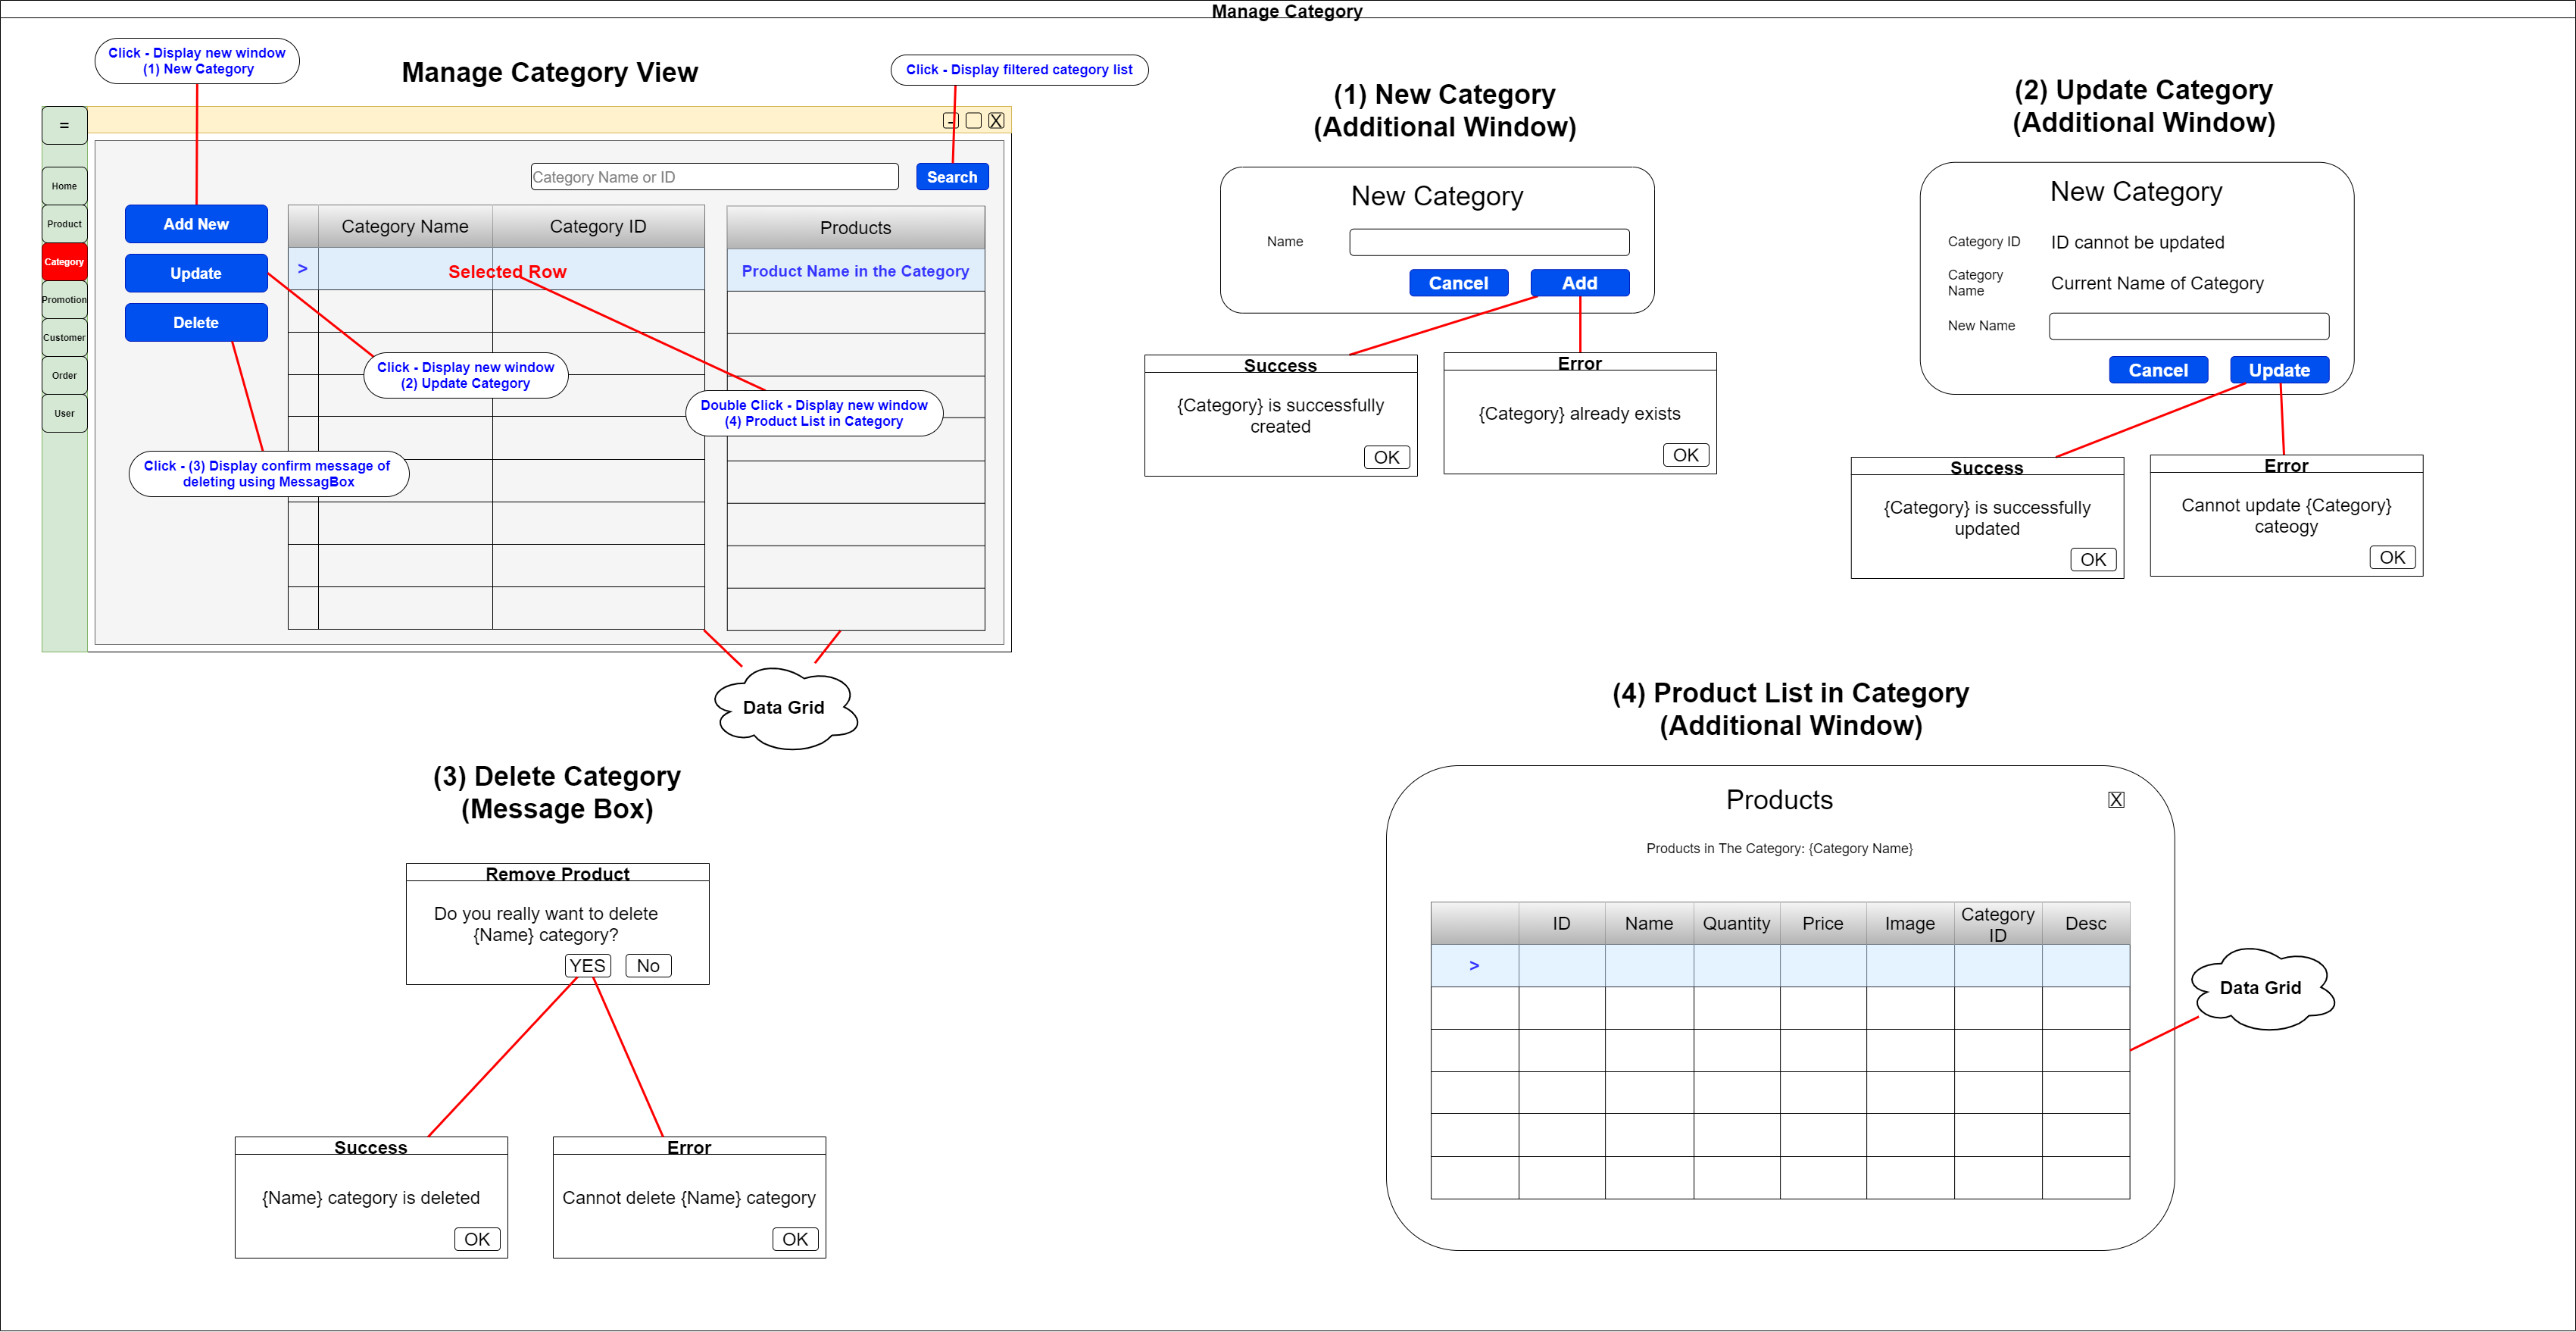 Manage Category
Click - Display new window
(1) New Category
Manage Category View
Click - Display filtered category list
=
-
X
Home
Product
Category
Promotion
Customer
Order
User
Category Name or ID
Search
Add New
Update
Delete
Category Name
Category ID
Products
>
Selected Row
Product Name in the Category
Click - Display new window
(2) Update Category
Double Click - Display new window
(4) Product List in Category
Click - (3) Display confirm message of
deleting using MessagBox
Data Grid
(1) New Category
(Additional Window)
New Category
Name
Cancel
Add
Success
{Category} is successfully
created
OK
Error
{Category} already exists
OK
(2) Update Category
(Additional Window)
New Category
Category ID
ID cannot be updated
Category
Name
Current Name of Category
New Name
Cancel
Update
Success
{Category} is successfully
updated
OK
Error
Cannot update {Category}
cateogy
OK
(3) Delete Category
(Message Box)
Remove Product
Do you really want to delete
{Name} category?
YES
No
Success
{Name} category is deleted
OK
Error
Cannot delete {Name} category
OK
(4) Product List in Category
(Additional Window)
Products
X
Products in The Category: {Category Name}
ID
Name
Quantity
Price
Image
Category
ID
Desc
>
Data Grid